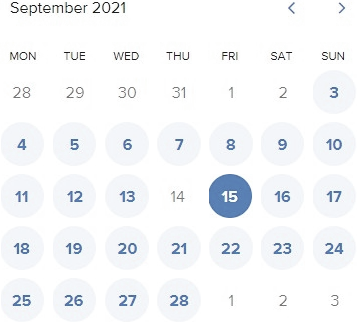 September 2021
MON TUE WED THU FRI SAT SUN
28 29 30 31 1 2 3
4 5 6 7 8 9 10
11 12 13 14 15 16 17
18 19 20 21 22 23 24
25 26 27 28 1 2 3